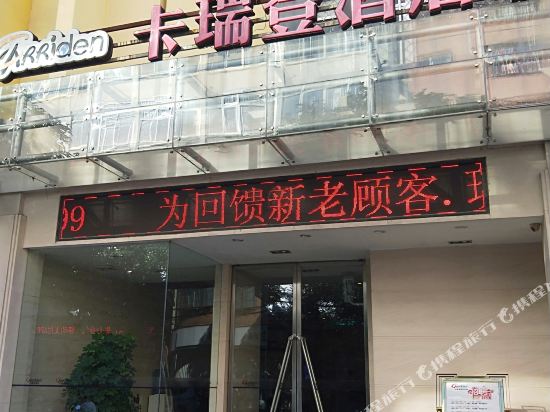 Carriden 卡瑞登酒店
99 为回馈新老顾客.
携程旅行 携程旅行